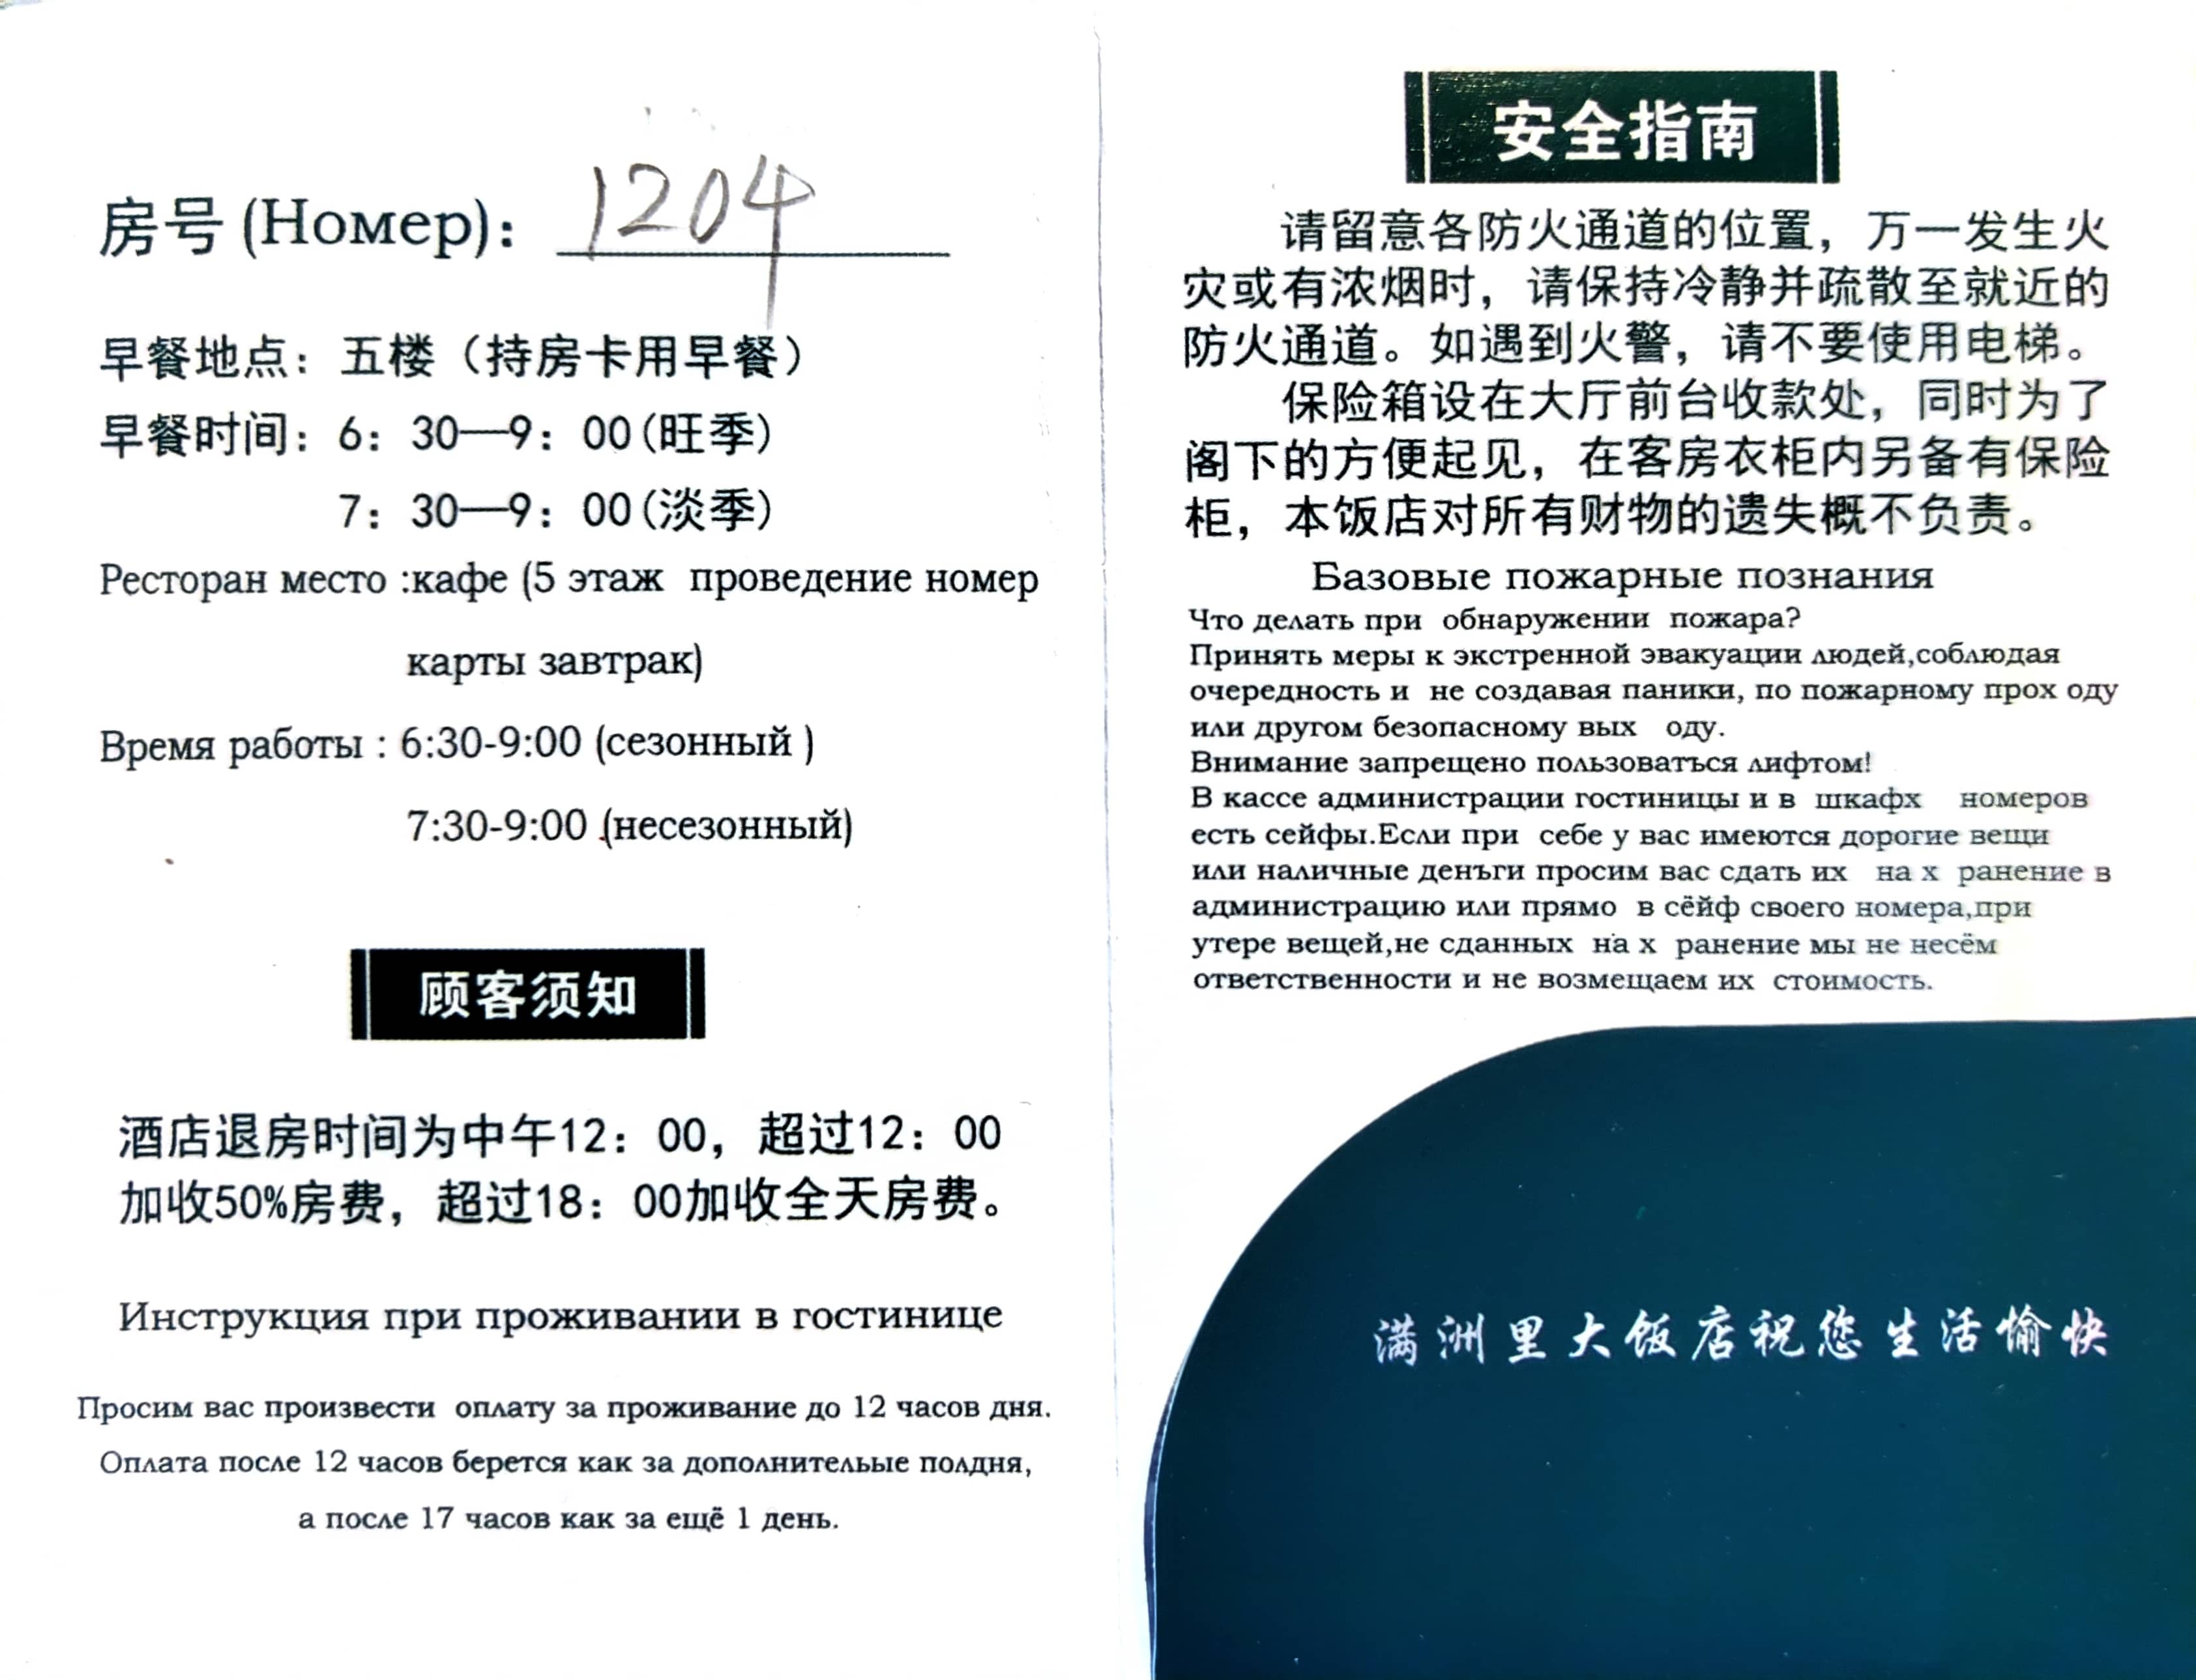 房号(Номер)： 1204
早餐地点：五楼（持房卡用早餐）
早餐时间：6：30—9：00(旺季)
7：30—9：00(淡季)
Ресторан место :кафе (5 этаж проведение номер
карты завтрак)
Время работы : 6:30-9:00 (сезонный )
7:30-9:00 (несезонный)
顾客须知
酒店退房时间为中午12：00，超过12：00
加收50%房费，超过18：00加收全天房费。
Инструкция при проживании в гостинице
Просим вас произвести оплату за проживание до 12 часов дня.
Оплата после 12 часов берется как за дополнительые полдня,
а после 17 часов как за ещё 1 день.
安全指南
请留意各防火通道的位置，万一发生火
灾或有浓烟时，请保持冷静并疏散至就近的
防火通道。如遇到火警，请不要使用电梯。
保险箱设在大厅前台收款处，同时为了
阁下的方便起见，在客房衣柜内另备有保险
柜，本饭店对所有财物的遗失概不负责。
Базовые пожарные познания
Что делать при обнаружении пожара?
Принять меры к экстренной эвакуации людей,соблюдая
очередность и не создавая паники, по пожарному прох оду
или другом безопасному вых оду.
Внимание запрещено пользоваться лифтом!
В кассе администрации гостиницы и в шкафх номеров
есть сейфы.Если при себе у вас имеются дорогие вещи
или наличные деньги просим вас сдать их на х ранение в
администрацию или прямо в сёйф своего номера,при
утере вещей,не сданных на х ранение мы не несём
ответственности и не возмещаем их стоимость.
满洲里大饭店祝您生活愉快